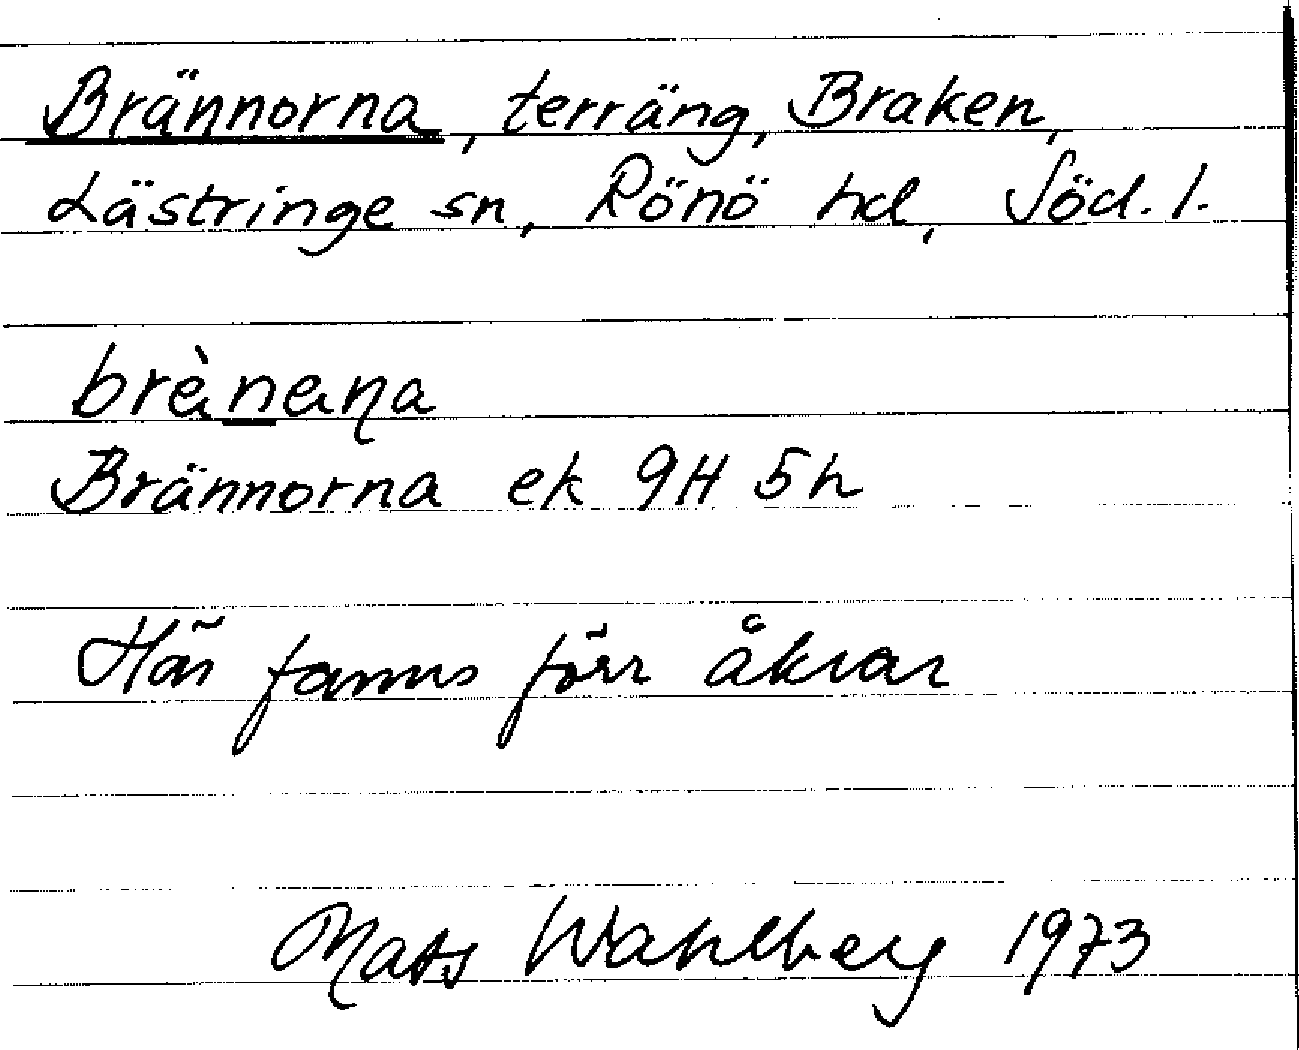 Brännorna, terräng, Braken,
Lästringe sn, Rönö hd, Söd. l.
brènaṇa
Brännorna ek 9H 5h
Här fanns förr åkrar
Mats Wahlberg 1973